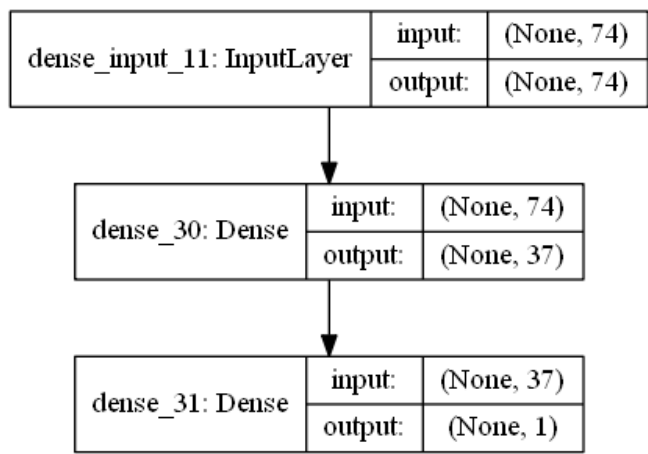 dense_input_11: InputLayer
input: (None, 74)
output: (None, 74)
dense_30: Dense
input: (None, 74)
output: (None, 37)
dense_31: Dense
input: (None, 37)
output: (None, 1)